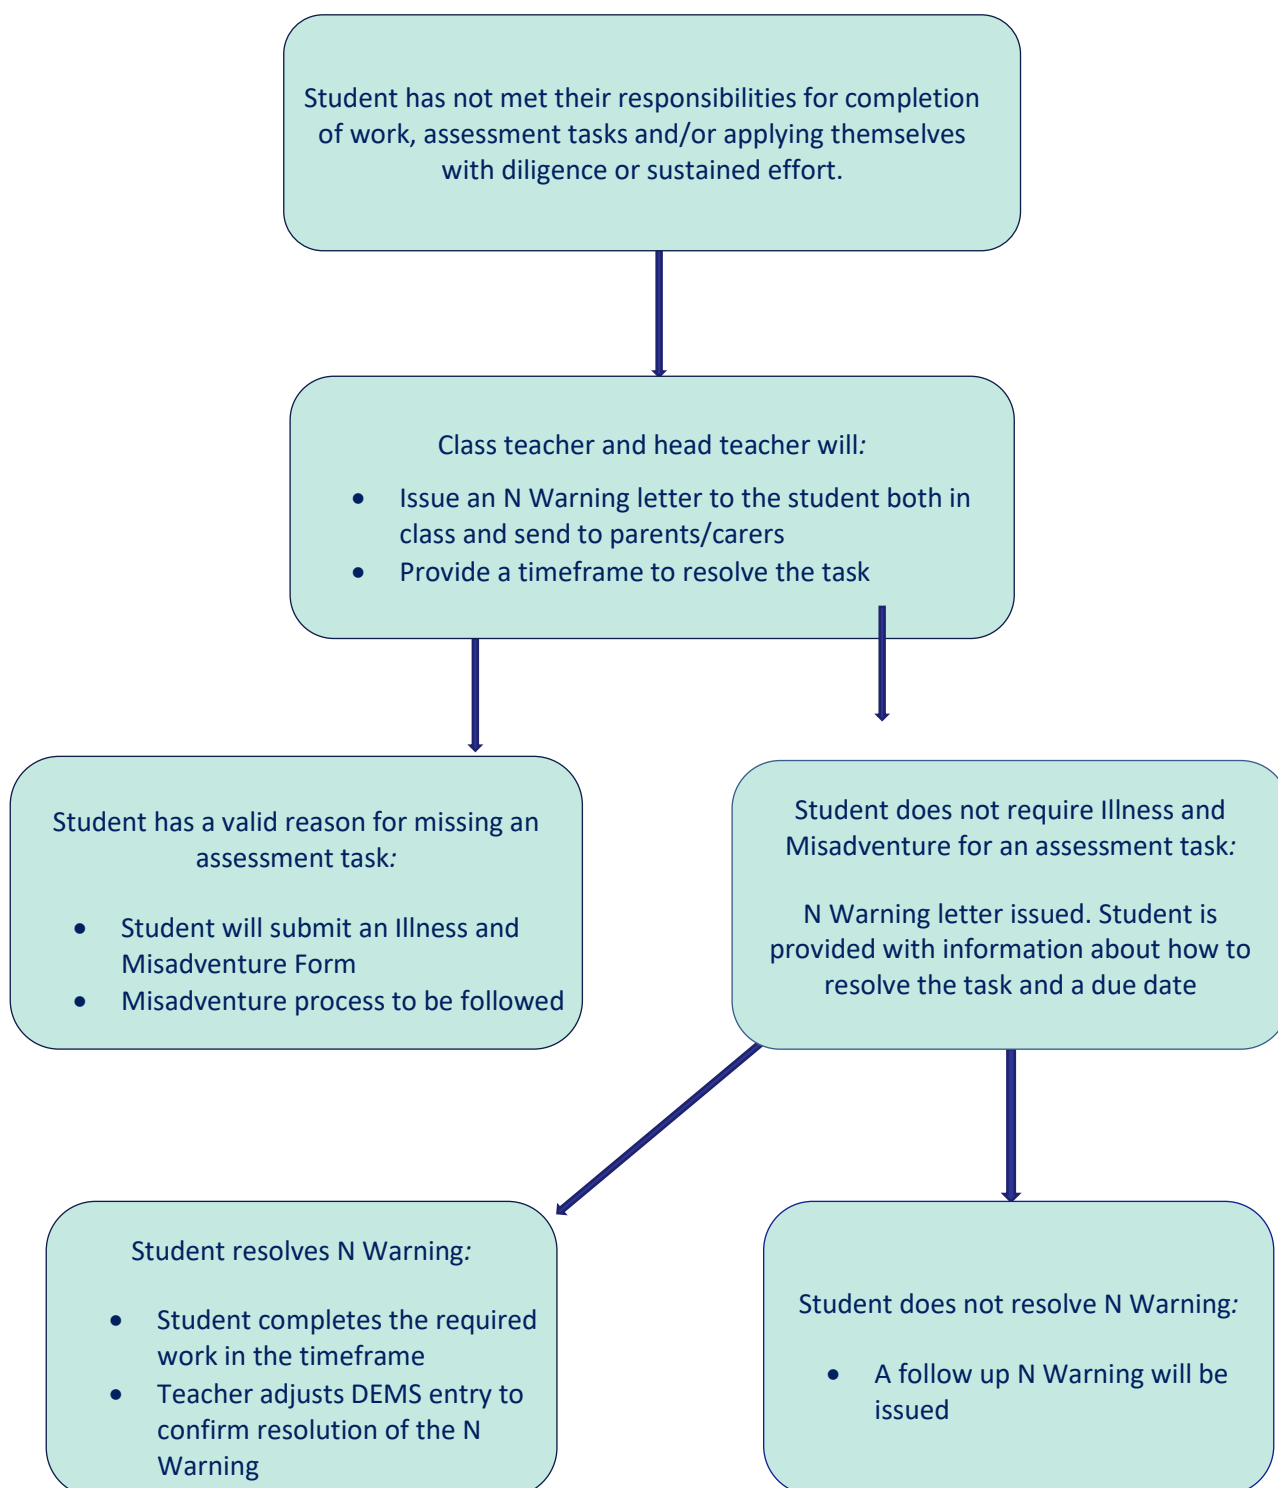 Student has not met their responsibilities for completion
of work, assessment tasks and/or applying themselves
with diligence or sustained effort.
Class teacher and head teacher will:
• Issue an N Warning letter to the student both in
class and send to parents/carers
• Provide a timeframe to resolve the task
Student has a valid reason for missing an
assessment task:
• Student will submit an Illness and
Misadventure Form
• Misadventure process to be followed
Student does not require Illness and
Misadventure for an assessment task:
N Warning letter issued. Student is
provided with information about how to
resolve the task and a due date
Student resolves N Warning:
• Student completes the required
work in the timeframe
• Teacher adjusts DEMS entry to
confirm resolution of the N
Warning
Student does not resolve N Warning:
• A follow up N Warning will be
issued